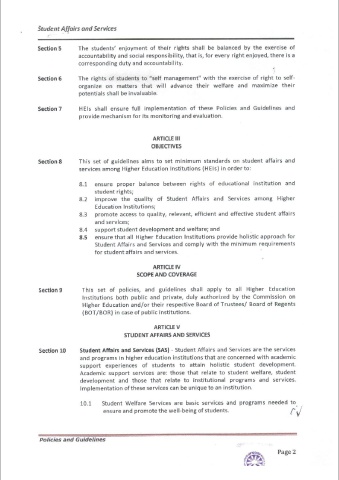 Student Affairs and Services
Section 5 The students' enjoyment of their rights shall be balanced by the exercise of
accountability and social responsibility, that is, for every right enjoyed, there is a
corresponding duty and accountability.
Section 6 The rights of students to "self management" with the exercise of right to self-
organize on matters that will advance their welfare and maximize their
potentials shall be invaluable.
Section 7 HEIs shall ensure full implementation of these Policies and Guidelines and
provide mechanism for its monitoring and evaluation.
ARTICLE III
OBJECTIVES
Section 8 This set of guidelines aims to set minimum standards on student affairs and
services among Higher Education Institutions (HEIs) in order to:
8.1 ensure proper balance between rights of educational institution and
student rights;
8.2 improve the quality of Student Affairs and Services among Higher
Education Institutions;
8.3 promote access to quality, relevant, efficient and effective student affairs
and services;
8.4 support student development and welfare; and
8.5 ensure that all Higher Education Institutions provide holistic approach for
Student Affairs and Services and comply with the minimum requirements
for student affairs and services.
ARTICLE IV
SCOPE AND COVERAGE
Section 9 This set of policies, and guidelines shall apply to all Higher Education
Institutions both public and private, duly authorized by the Commission on
Higher Education and/or their respective Board of Trustees/ Board of Regents
(BOT/BOR) in case of public institutions.
ARTICLE V
STUDENT AFFAIRS AND SERVICES
Section 10 Student Affairs and Services (SAS) - Student Affairs and Services are the services
and programs in higher education institutions that are concerned with academic
support experiences of students to attain holistic student development.
Academic support services are those that relate to student welfare, student
development and those that relate to institutional programs and services.
Implementation of these services can be unique to an institution.
10.1 Student Welfare Services are basic services and programs needed to
ensure and promote the well-being of students.
Policies and Guidelines
Page 2